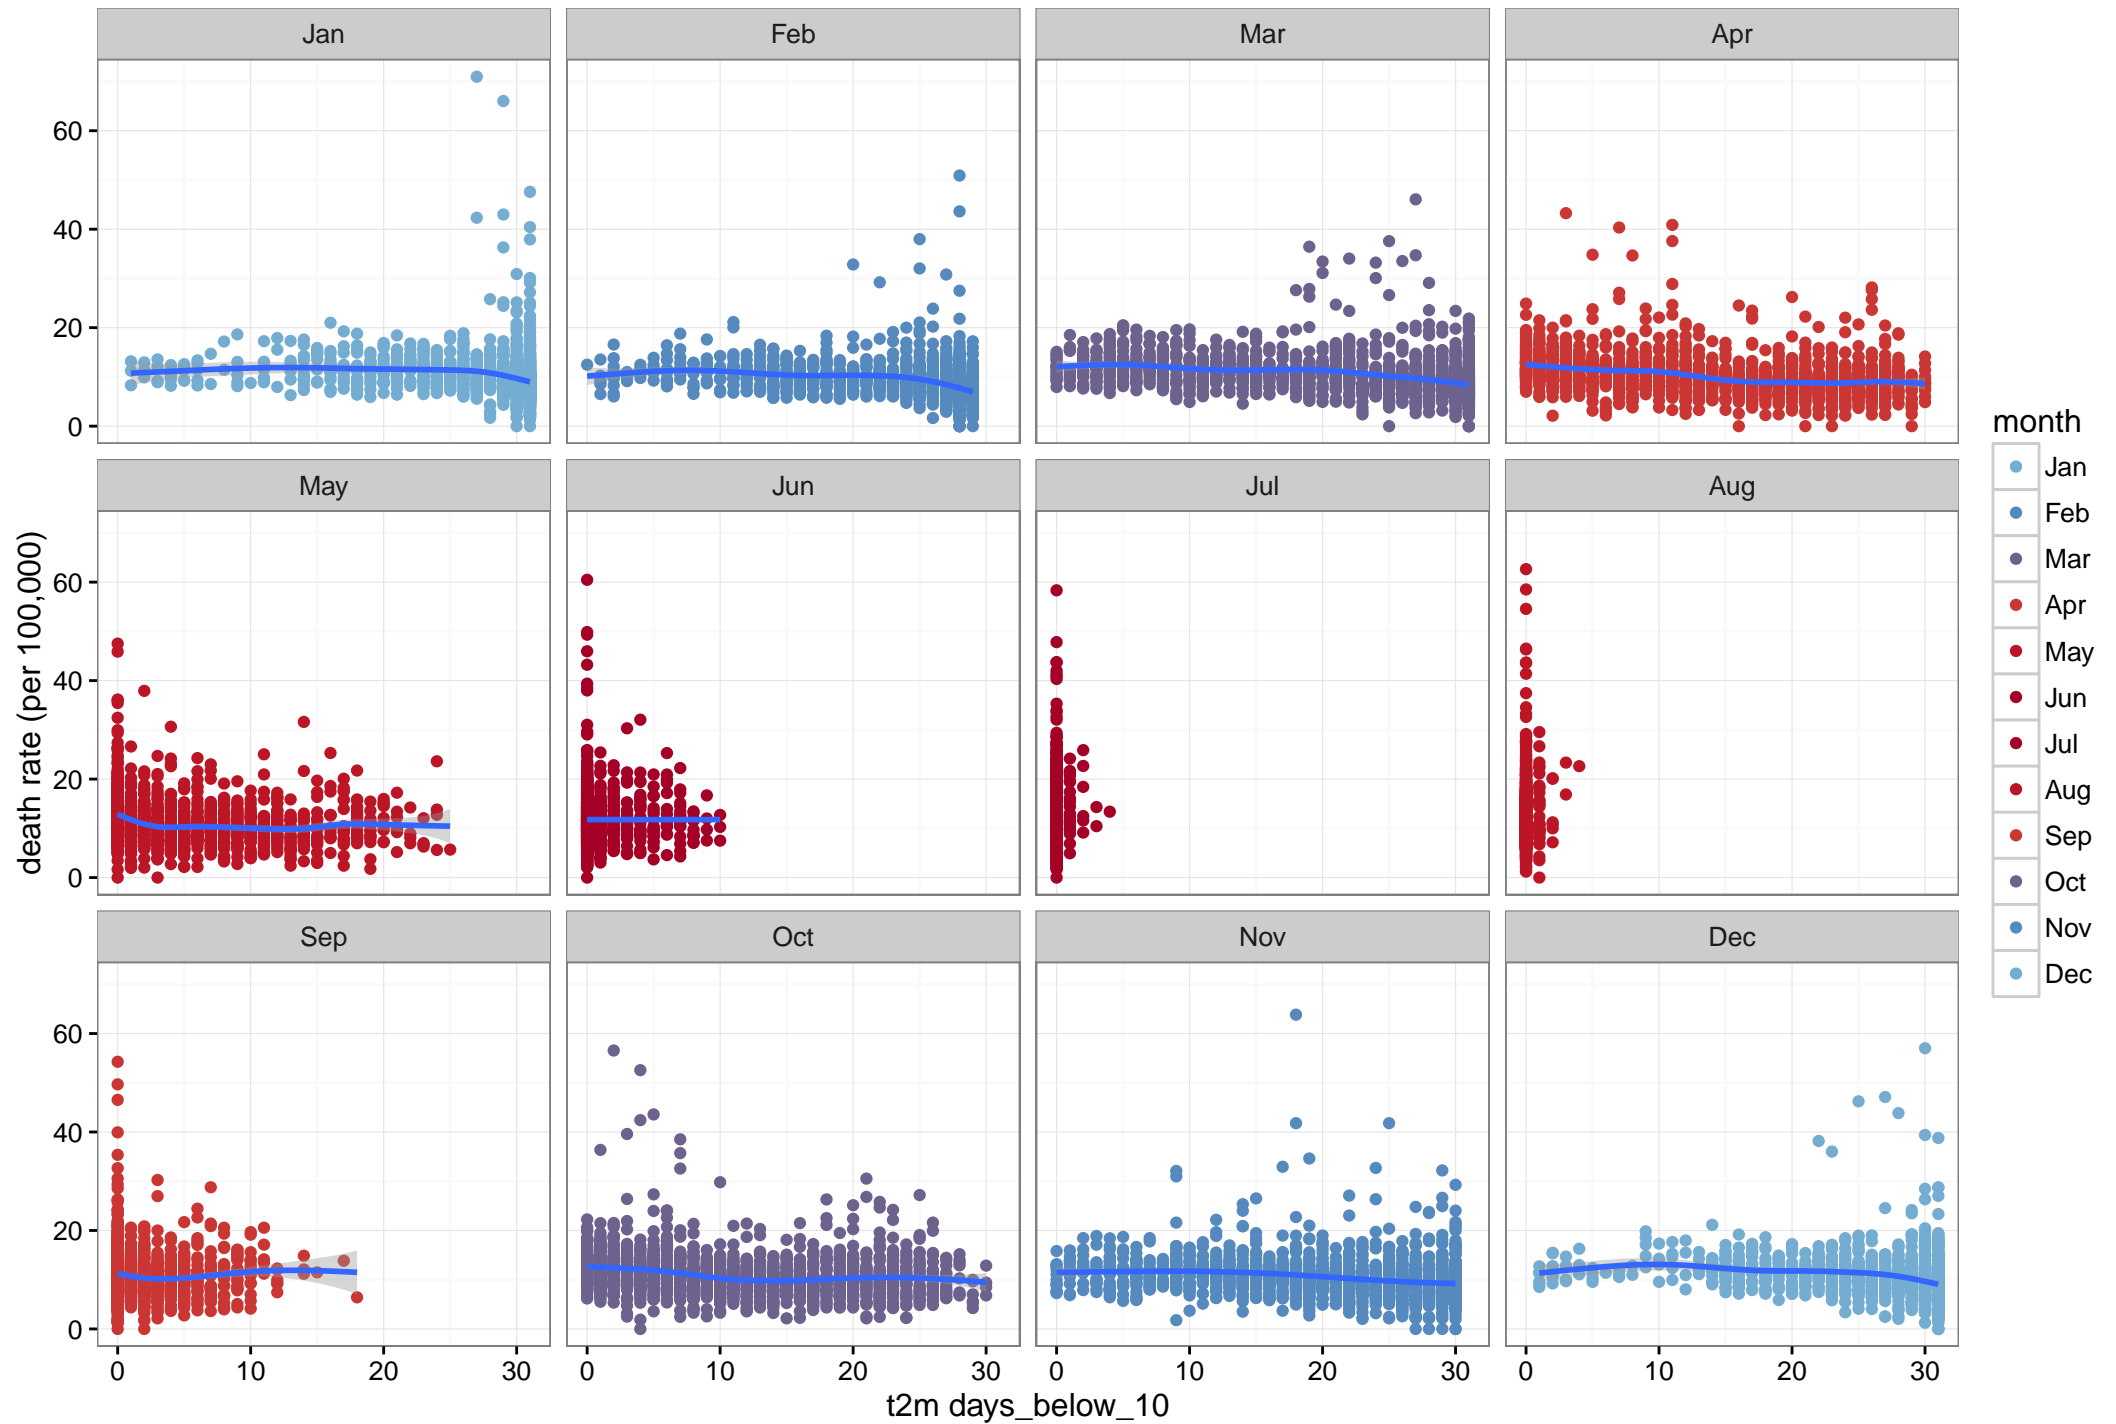 Jan Feb Mar Apr
60
40
20
0
May Jun Jul Aug
60
40
20
0
Sep Oct Nov Dec
60
40
20
0
0 10 20 30 0 10 20 30 0 10 20 30 0 10 20 30
t2m days_below_10
death rate (per 100,000)
month
Jan
Feb
Mar
Apr
May
Jun
Jul
Aug
Sep
Oct
Nov
Dec